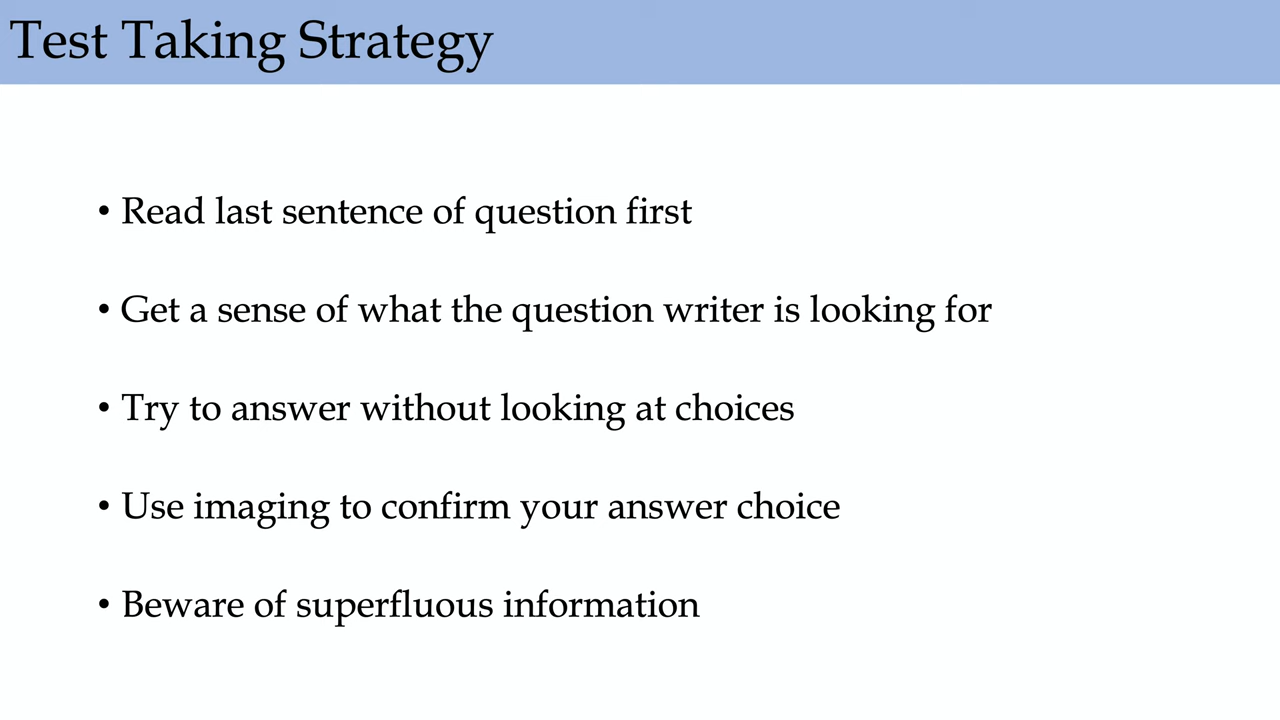 Test Taking Strategy
• Read last sentence of question first
• Get a sense of what the question writer is looking for
• Try to answer without looking at choices
• Use imaging to confirm your answer choice
• Beware of superfluous information